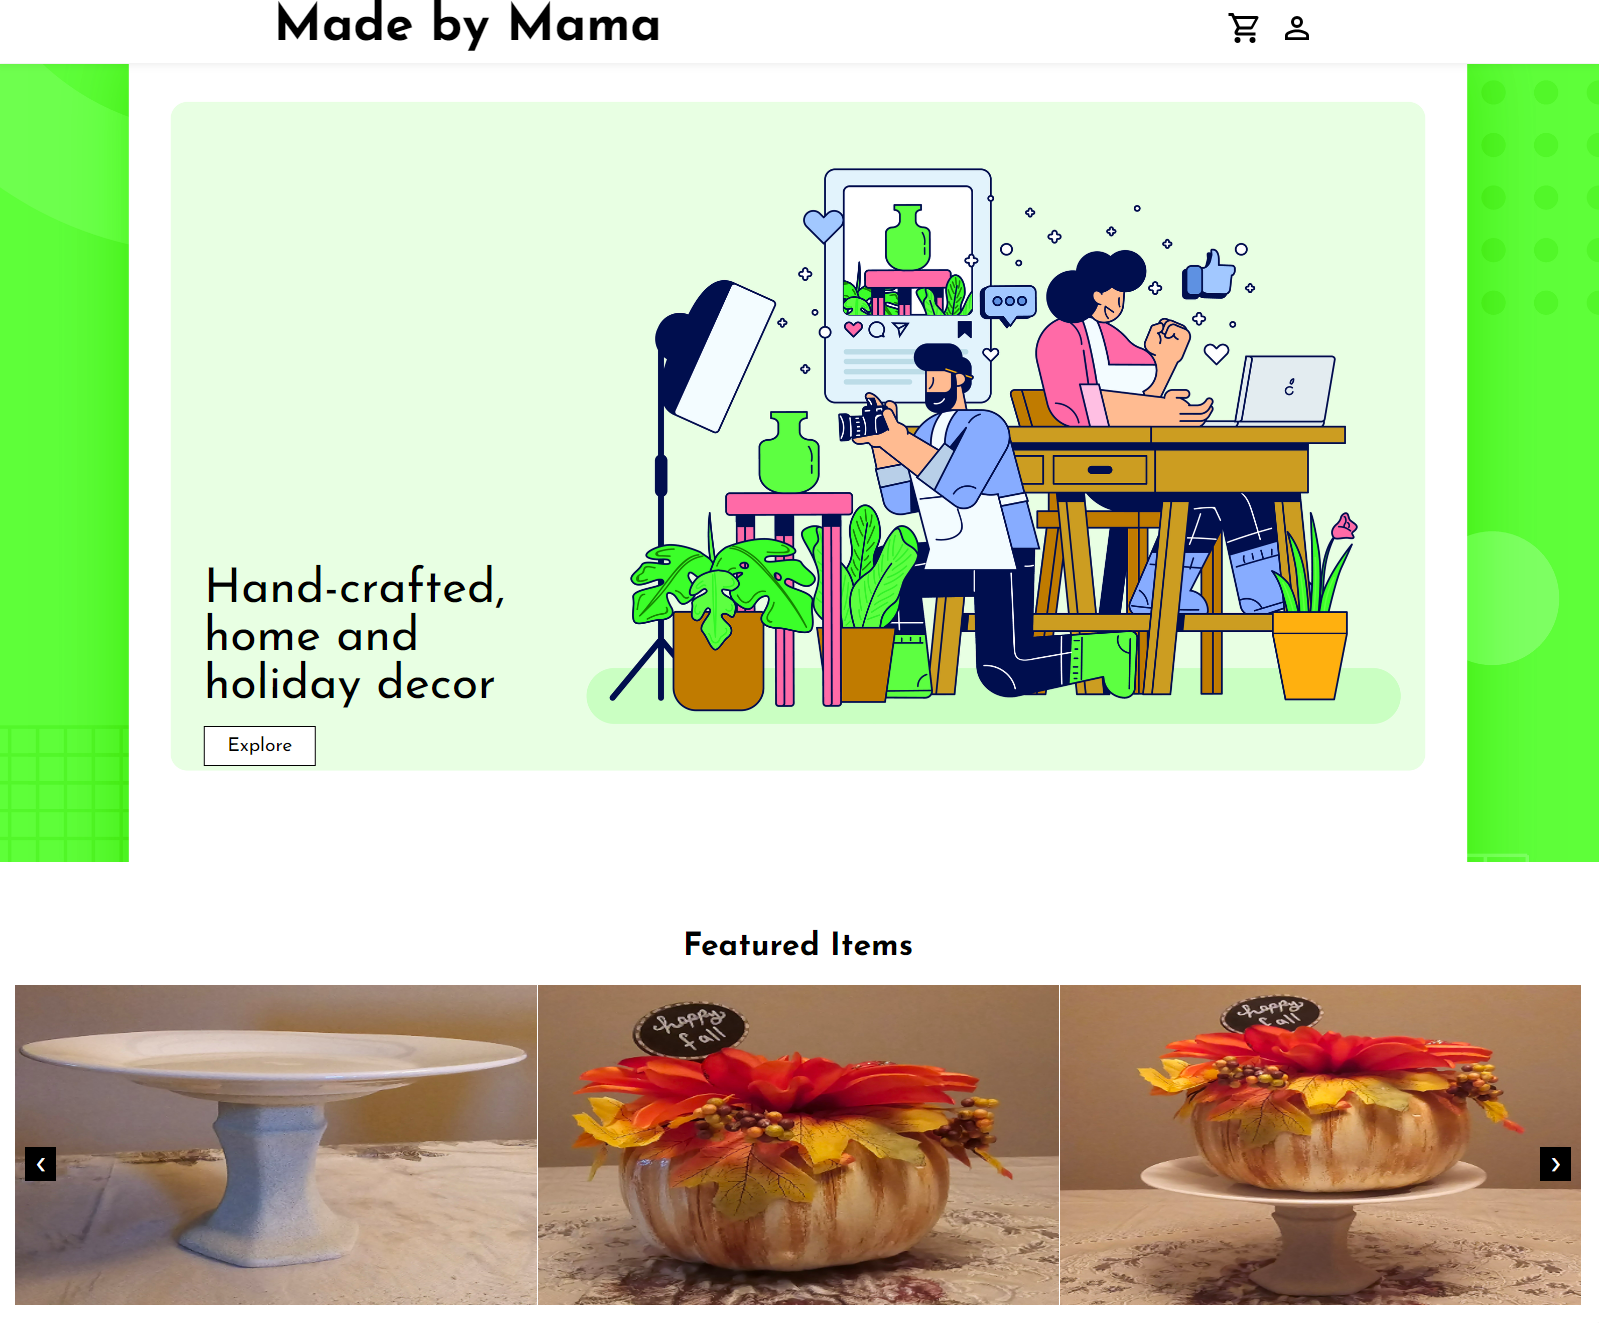 Made by Mama
Hand-crafted,
home and
holiday decor
Explore
Featured Items
happy
fall
happy
fall